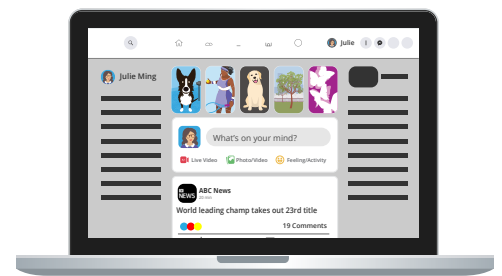 Julie
Julie Ming
What's on your mind?
Live Video
Photo/Video
Feeling/Activity
NEWS
ABC News
World leading champ takes out 23rd title
19 Comments